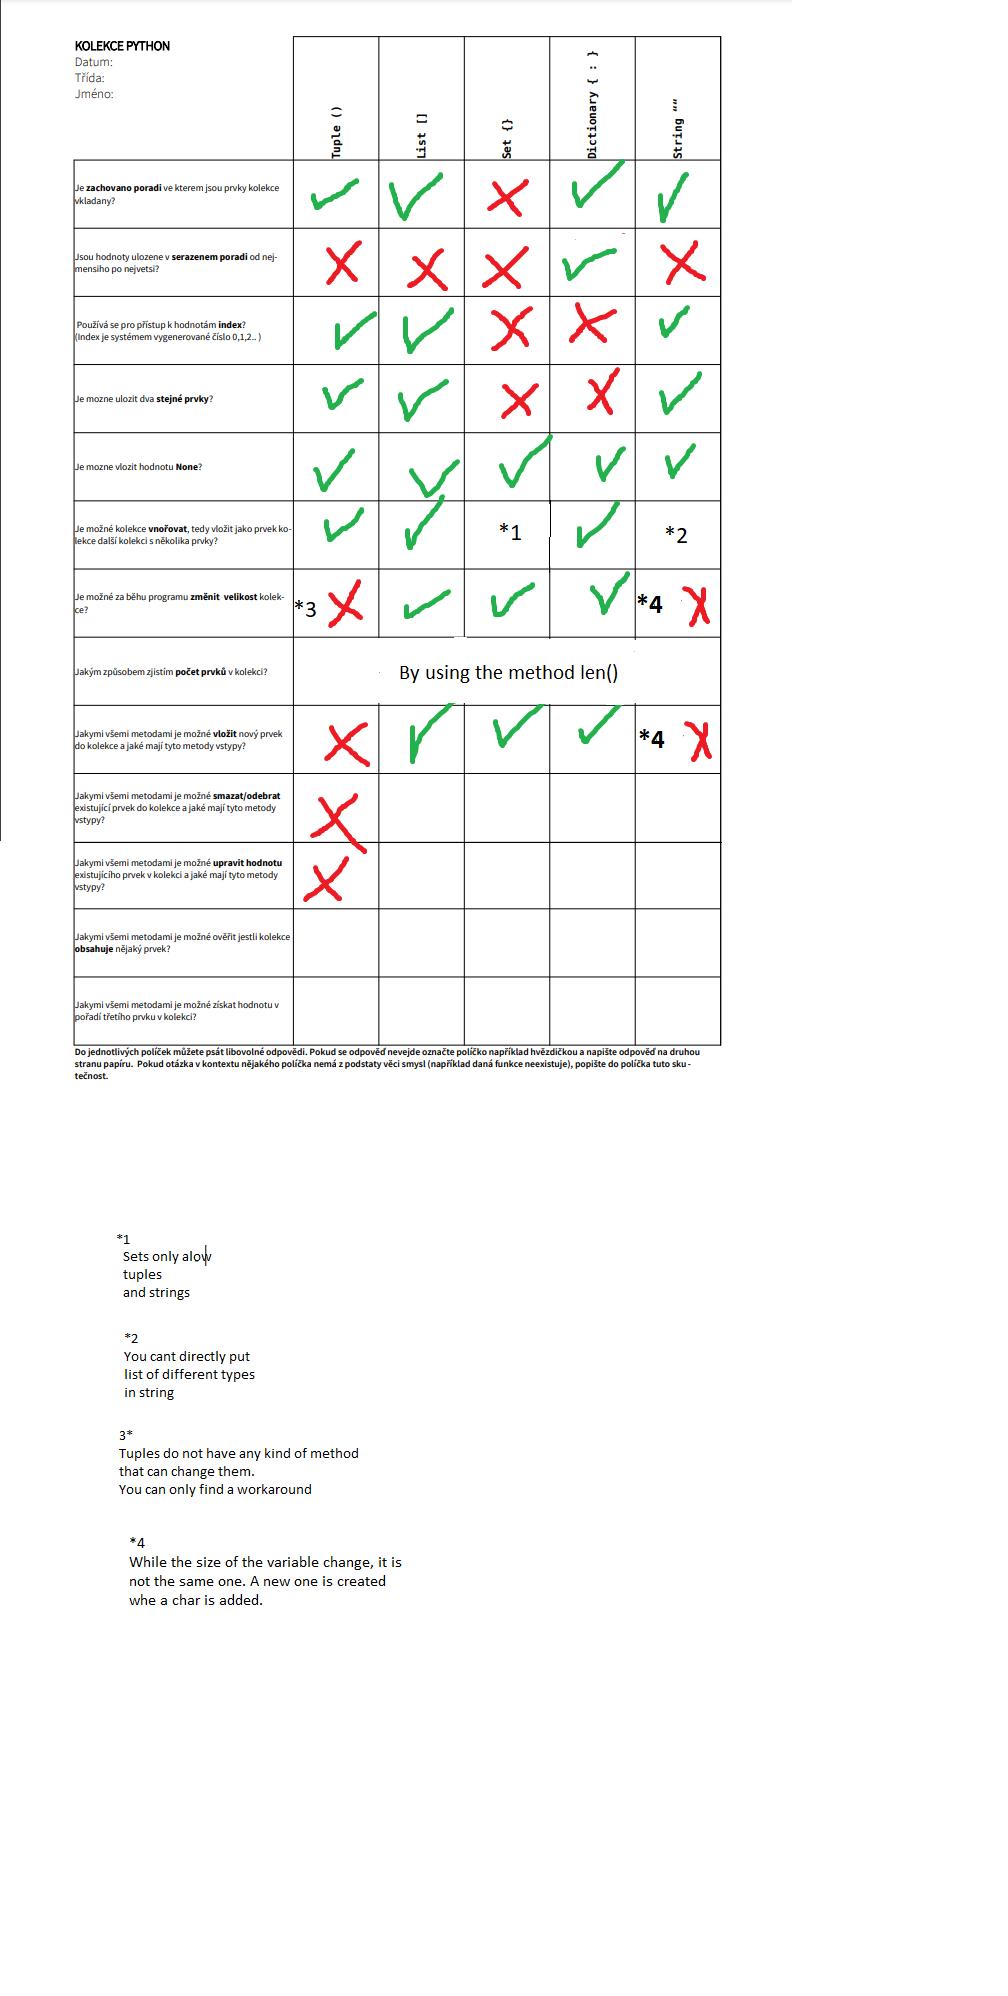 KOLEKCE PYTHON
Datum:
Třída:
Jméno:
Tuple ()
List []
Set {}
Dictionary { : }
String “”
Je zachovano poradi ve kterem jsou prvky kolekce
vkladany?
Jsou hodnoty ulozene v serazenem poradi od nej-
mensiho po nejvetsi?
Používá se pro přístup k hodnotám index?
(Index je systémem vygenerované číslo 0,1,2.. )
Je mozne ulozit dva stejné prvky?
Je mozne vlozit hodnotu None?
Je možné kolekce vnořovat, tedy vložit jako prvek ko-
lekce další kolekci s několika prvky?
*1
*2
Je možné za běhu programu změnit velikost kolek-
ce?
*3
*4
Jakým způsobem zjistím počet prvků v kolekci?
By using the method len()
Jakymi všemi metodami je možné vložit nový prvek
do kolekce a jaké mají tyto metody vstypy?
*4
Jakymi všemi metodami je možné smazat/odebrat
existující prvek do kolekce a jaké mají tyto metody
vstypy?
Jakymi všemi metodami je možné upravit hodnotu
existujícího prvek v kolekci a jaké mají tyto metody
vstypy?
Jakymi všemi metodami je možné ověřit jestli kolekce
obsahuje nějaký prvek?
Jakymi všemi metodami je možné získat hodnotu v
pořadí třetího prvku v kolekci?
Do jednotlivých políček můžete psát libovolné odpovědi. Pokud se odpověď nevejde označte políčko například hvězdičkou a napište odpověď na druhou
stranu papíru. Pokud otázka v kontextu nějakého políčka nemá z podstaty věci smysl (například daná funkce neexistuje), popište do políčka tuto sku-
tečnost.
*1
Sets only alow
tuples
and strings
*2
You cant directly put
list of different types
in string
3*
Tuples do not have any kind of method
that can change them.
You can only find a workaround
*4
While the size of the variable change, it is
not the same one. A new one is created
whe a char is added.